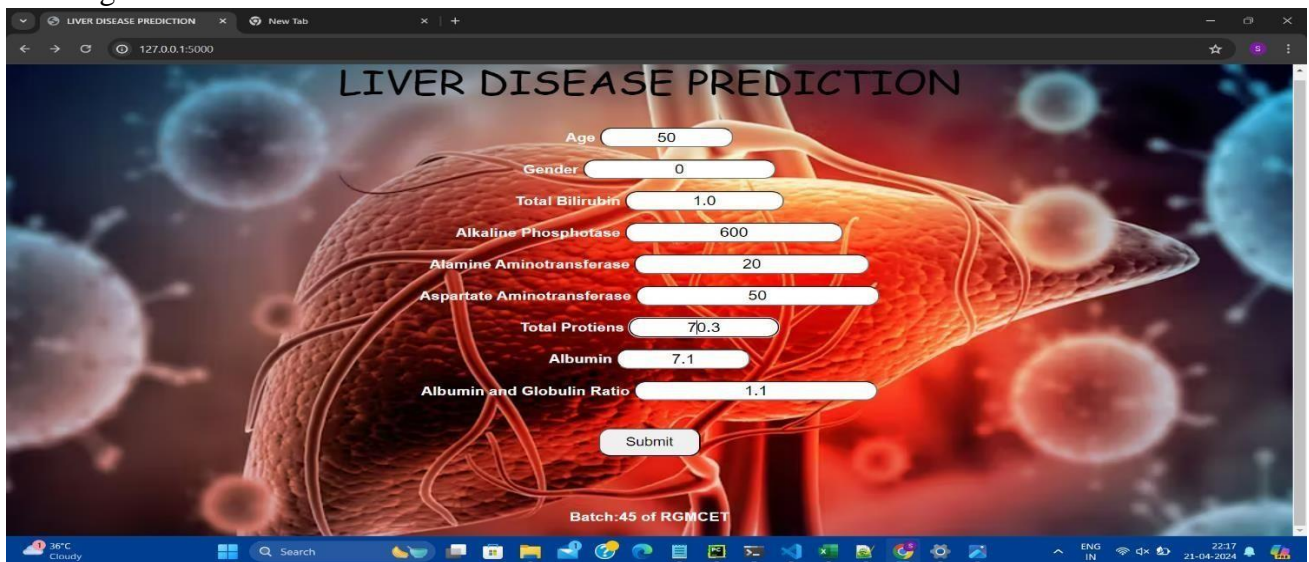 LIVER DISEASE PREDICTION
New Tab
127.0.0.1:5000
S
LIVER DISEASE PREDICTION
Age 50
Gender 0
Total Bilirubin 1.0
Alkaline Phosphotase 600
Alamine Aminotransferase 20
Aspartate Aminotransferase 50
Total Protiens 70.3
Albumin 7.1
Albumin and Globulin Ratio 1.1
Submit
Batch:45 of RGMCET
1 36°C
Cloudy
Search
ENG
IN
22:17
21-04-2024